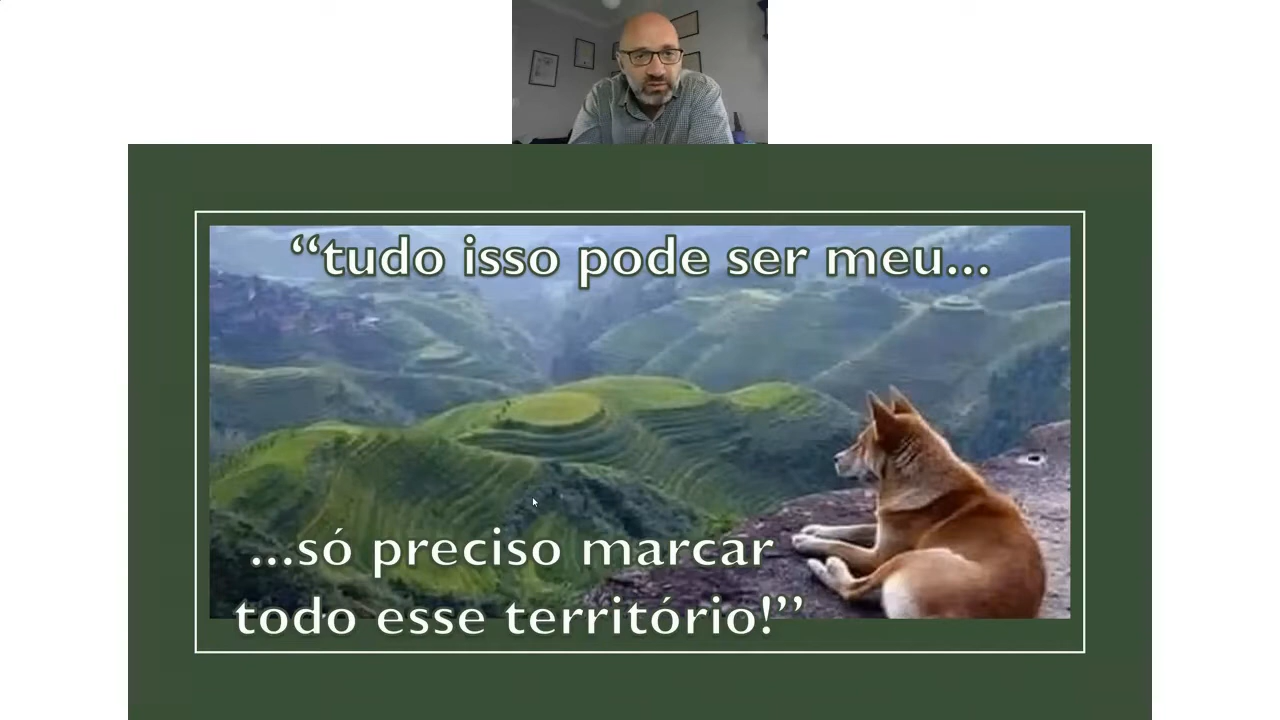 “tudo isso pode ser meu...
...só preciso marcar
todo esse território!”